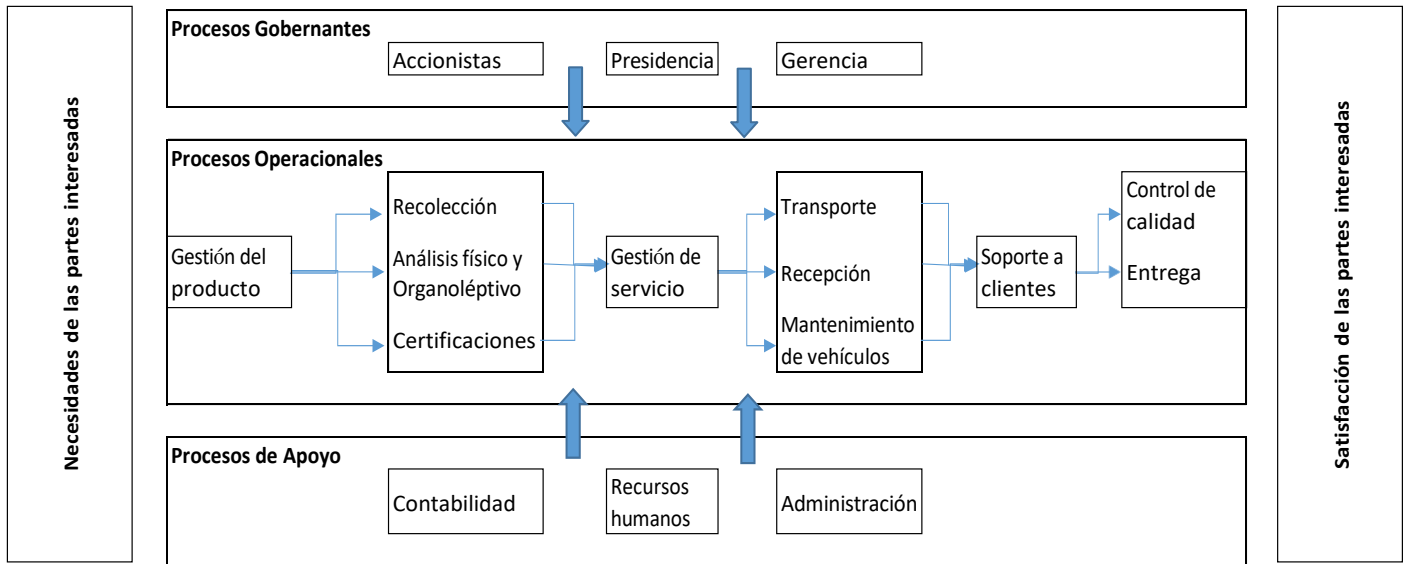 Necesidades de las partes interesadas
Procesos Gobernantes
Accionistas
Presidencia
Gerencia
Procesos Operacionales
Gestión del
producto
Recolección
Análisis físico y
Organoléptivo
Certificaciones
Gestión de
servicio
Transporte
Recepción
Mantenimiento
de vehículos
Soporte a
clientes
Control de
calidad
Entrega
Procesos de Apoyo
Contabilidad
Recursos
humanos
Administración
Satisfacción de las partes interesadas